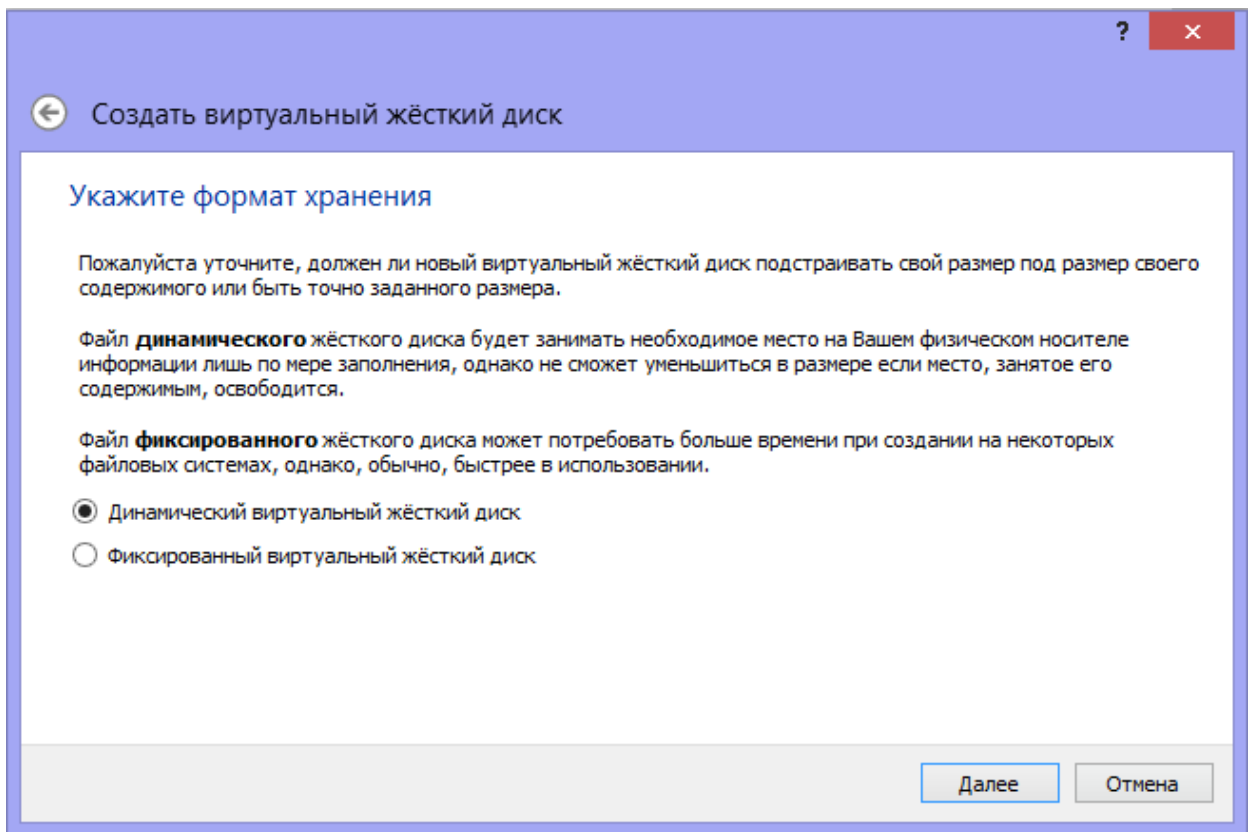 ?
Создать виртуальный жёсткий диск
Укажите формат хранения
Пожалуйста уточните, должен ли новый виртуальный жёсткий диск подстраивать свой размер под размер своего
содержимого или быть точно заданного размера.
Файл динамического жёсткого диска будет занимать необходимое место на Вашем физическом носителе
информации лишь по мере заполнения, однако не сможет уменьшиться в размере если место, занятое его
содержимым, освободится.
Файл фиксированного жёсткого диска может потребовать больше времени при создании на некоторых
файловых системах, однако, обычно, быстрее в использовании.
Динамический виртуальный жёсткий диск
Фиксированный виртуальный жёсткий диск
Далее
Отмена